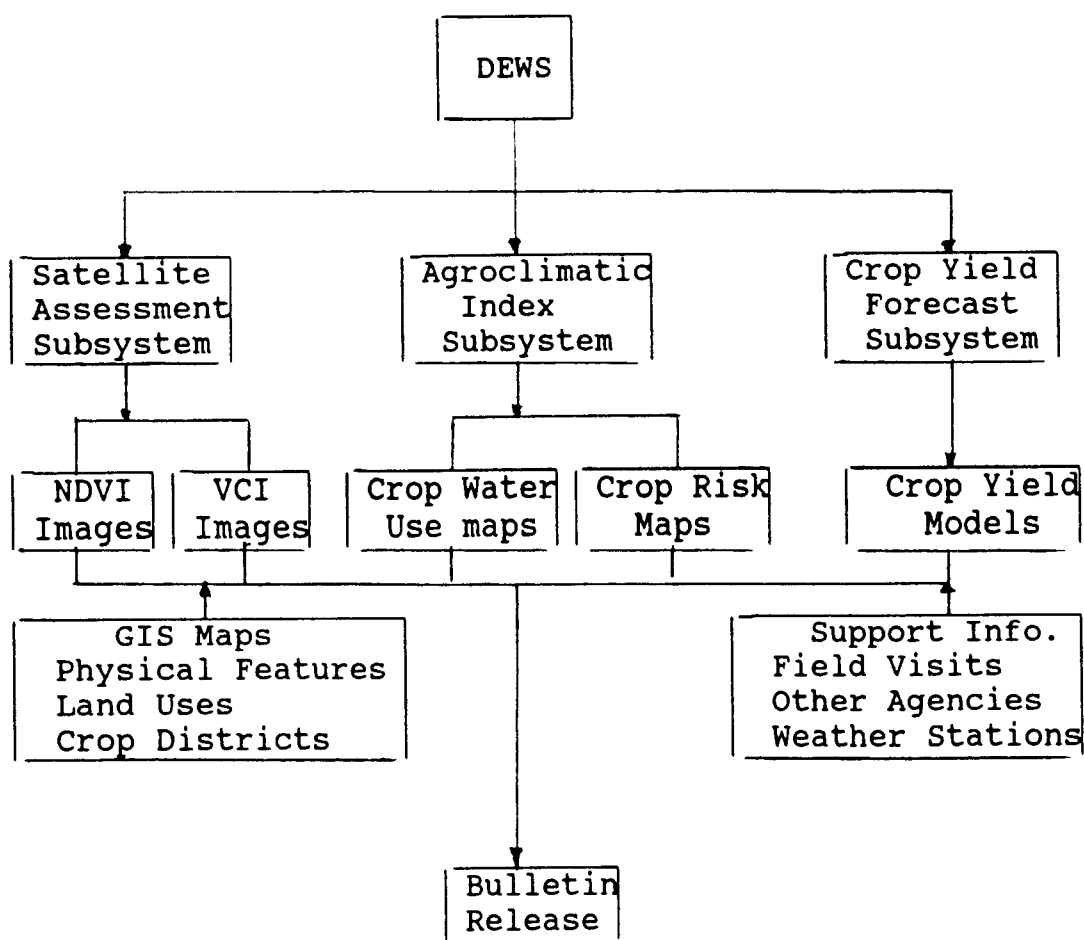 DEWS
Satellite
Assessment
Subsystem
Agroclimatic
Index
Subsystem
Crop Yield
Forecast
Subsystem
NDVI
Images
VCI
Images
Crop Water
Use maps
Crop Risk
Maps
Crop Yield
Models
GIS Maps
Physical Features
Land Uses
Crop Districts
Support Info.
Field Visits
Other Agencies
Weather Stations
Bulletin
Release